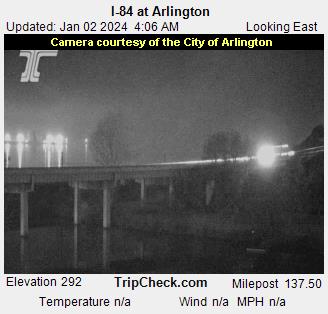 I-84 at Arlington
Updated: Jan 02 2024 4:06 AM Looking East
Camera courtesy of the City of Arlington
Elevation 292 TripCheck.com Milepost 137.50
Temperature n/a Wind n/a MPH n/a